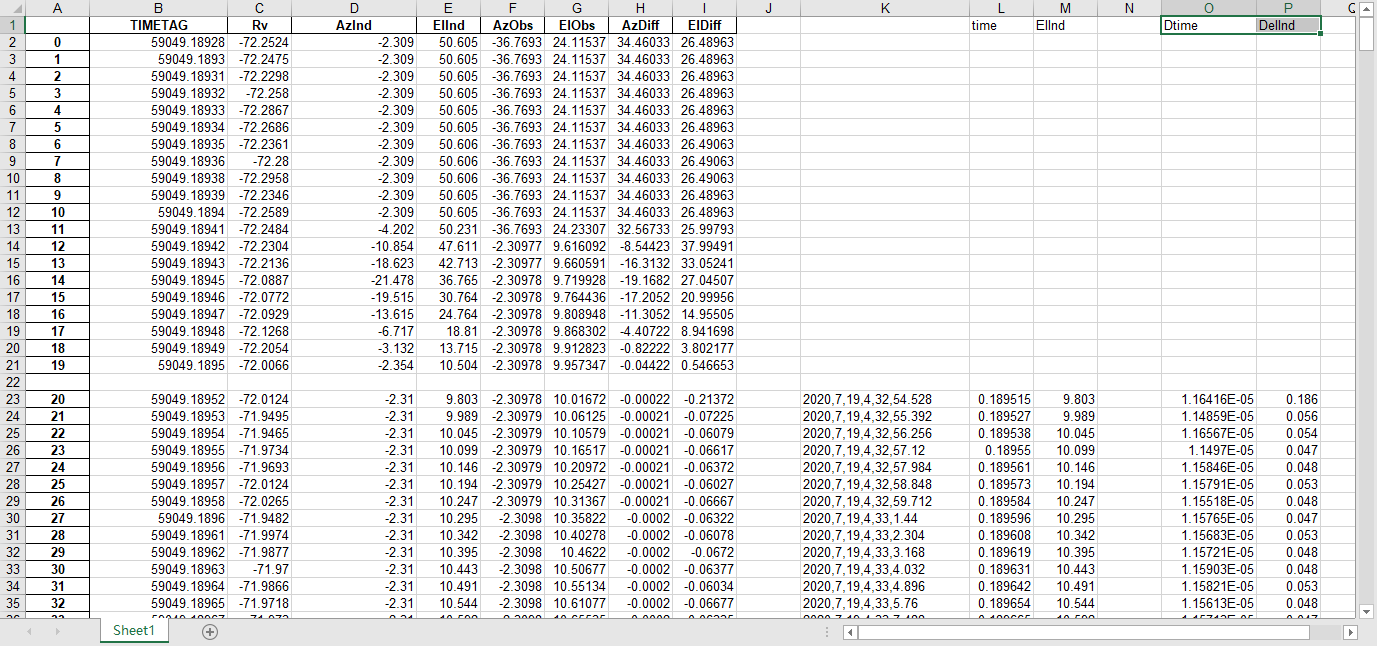 A B C D E F G H I J K L M N O P Q
1 TIMETAG Rv AzInd ElInd AzObs ElObs AzDiff ElDiff time ElInd Dtime DelInd
2 0 59049.18928 -72.2524 -2.309 50.605 -36.7693 24.11537 34.46033 26.48963
3 1 59049.1893 -72.2475 -2.309 50.605 -36.7693 24.11537 34.46033 26.48963
4 2 59049.18931 -72.2298 -2.309 50.605 -36.7693 24.11537 34.46033 26.48963
5 3 59049.18932 -72.258 -2.309 50.605 -36.7693 24.11537 34.46033 26.48963
6 4 59049.18933 -72.2867 -2.309 50.605 -36.7693 24.11537 34.46033 26.48963
7 5 59049.18934 -72.2686 -2.309 50.605 -36.7693 24.11537 34.46033 26.48963
8 6 59049.18935 -72.2361 -2.309 50.606 -36.7693 24.11537 34.46033 26.49063
9 7 59049.18936 -72.28 -2.309 50.606 -36.7693 24.11537 34.46033 26.49063
10 8 59049.18938 -72.2958 -2.309 50.606 -36.7693 24.11537 34.46033 26.49063
11 9 59049.18939 -72.2346 -2.309 50.605 -36.7693 24.11537 34.46033 26.48963
12 10 59049.1894 -72.2589 -2.309 50.605 -36.7693 24.11537 34.46033 26.48963
13 11 59049.18941 -72.2484 -4.202 50.231 -36.7693 24.23307 32.56733 25.99793
14 12 59049.18942 -72.2304 -10.854 47.611 -2.30977 9.616092 -8.54423 37.99491
15 13 59049.18943 -72.2136 -18.623 42.713 -2.30977 9.660591 -16.3132 33.05241
16 14 59049.18945 -72.0887 -21.478 36.765 -2.30978 9.719928 -19.1682 27.04507
17 15 59049.18946 -72.0772 -19.515 30.764 -2.30978 9.764436 -17.2052 20.99956
18 16 59049.18947 -72.0929 -13.615 24.764 -2.30978 9.808948 -11.3052 14.95505
19 17 59049.18948 -72.1268 -6.717 18.81 -2.30978 9.868302 -4.40722 8.941698
20 18 59049.18949 -72.2054 -3.132 13.715 -2.30978 9.912823 -0.82222 3.802177
21 19 59049.1895 -72.0066 -2.354 10.504 -2.30978 9.957347 -0.04422 0.546653
22
23 20 59049.18952 -72.0124 -2.31 9.803 -2.30978 10.01672 -0.00022 -0.21372 2020,7,19,4,32,54.528 0.189515 9.803 1.16416E-05 0.186
24 21 59049.18953 -71.9495 -2.31 9.989 -2.30979 10.06125 -0.00021 -0.07225 2020,7,19,4,32,55.392 0.189527 9.989 1.14859E-05 0.056
25 22 59049.18954 -71.9465 -2.31 10.045 -2.30979 10.10579 -0.00021 -0.06079 2020,7,19,4,32,56.256 0.189538 10.045 1.16567E-05 0.054
26 23 59049.18955 -71.9734 -2.31 10.099 -2.30979 10.16517 -0.00021 -0.06617 2020,7,19,4,32,57.12 0.18955 10.099 1.1497E-05 0.047
27 24 59049.18956 -71.9693 -2.31 10.146 -2.30979 10.20972 -0.00021 -0.06372 2020,7,19,4,32,57.984 0.189561 10.146 1.15846E-05 0.048
28 25 59049.18957 -72.0124 -2.31 10.194 -2.30979 10.25427 -0.00021 -0.06027 2020,7,19,4,32,58.848 0.189573 10.194 1.15791E-05 0.053
29 26 59049.18958 -72.0265 -2.31 10.247 -2.30979 10.31367 -0.00021 -0.06667 2020,7,19,4,32,59.712 0.189584 10.247 1.15518E-05 0.048
30 27 59049.1896 -71.9482 -2.31 10.295 -2.3098 10.35822 -0.0002 -0.06322 2020,7,19,4,33,1.44 0.189596 10.295 1.15765E-05 0.047
31 28 59049.18961 -71.9974 -2.31 10.342 -2.3098 10.40278 -0.0002 -0.06078 2020,7,19,4,33,2.304 0.189608 10.342 1.15683E-05 0.053
32 29 59049.18962 -71.9877 -2.31 10.395 -2.3098 10.4622 -0.0002 -0.0672 2020,7,19,4,33,3.168 0.189619 10.395 1.15721E-05 0.048
33 30 59049.18963 -71.97 -2.31 10.443 -2.3098 10.50677 -0.0002 -0.06377 2020,7,19,4,33,4.032 0.189631 10.443 1.15903E-05 0.048
34 31 59049.18964 -71.9866 -2.31 10.491 -2.3098 10.55134 -0.0002 -0.06034 2020,7,19,4,33,4.896 0.189642 10.491 1.15821E-05 0.053
35 32 59049.18965 -71.9718 -2.31 10.544 -2.3098 10.61077 -0.0002 -0.06677 2020,7,19,4,33,5.76 0.189654 10.544 1.15613E-05 0.048
Sheet1